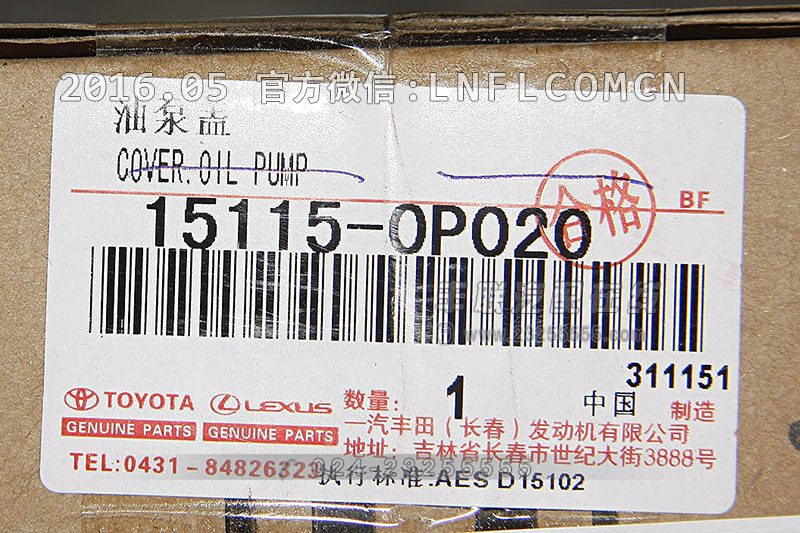 2016.05 官方微信:LNFLCOMCN
油泵盖
COVER.OIL PUMP
合格
BF
15115-0P020
311151
TOYOTA LEXUS 数量: 1 中国 制造
GENUINE PARTS GENUINE PARTS 一汽丰田（长春）发动机有限公司
地址: 吉林省长春市世纪大街3888号
TEL:0431-84826323
执行标准:AES D15102